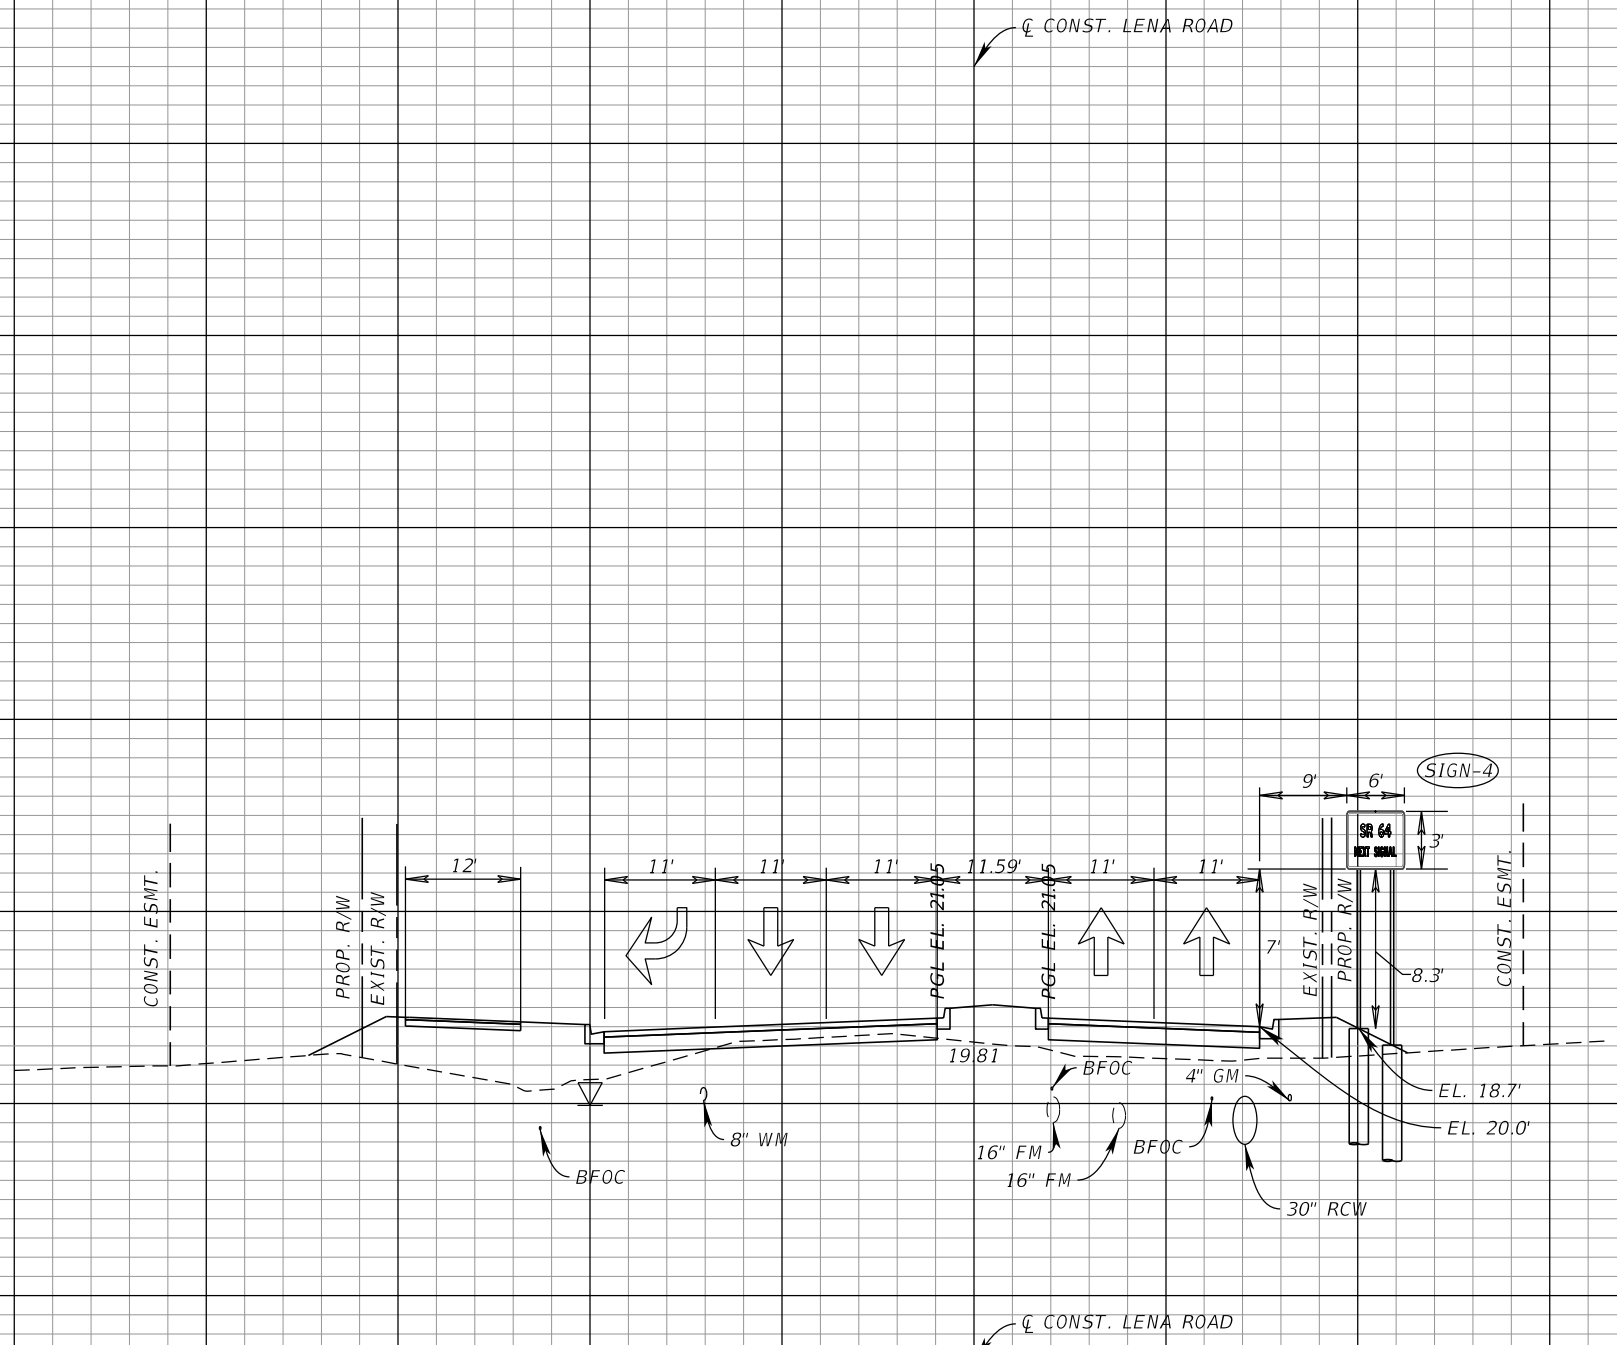 ℄ CONST. LENA ROAD
SIGN-4
9'
6'
SR 64
NEXT SIGNAL
3'
12'
11'
11'
11'
11.59'
11'
11'
CONST. ESMT.
PROP. R/W
EXIST. R/W
PGL EL. 21.05
PGL EL. 21.05
7'
EXIST. R/W
PROP. R/W
8.3'
CONST. ESMT.
19.81
BFOC
4" GM
EL. 18.7'
EL. 20.0'
8" WM
BFOC
16" FM
16" FM
BFOC
30" RCW
℄ CONST. LENA ROAD